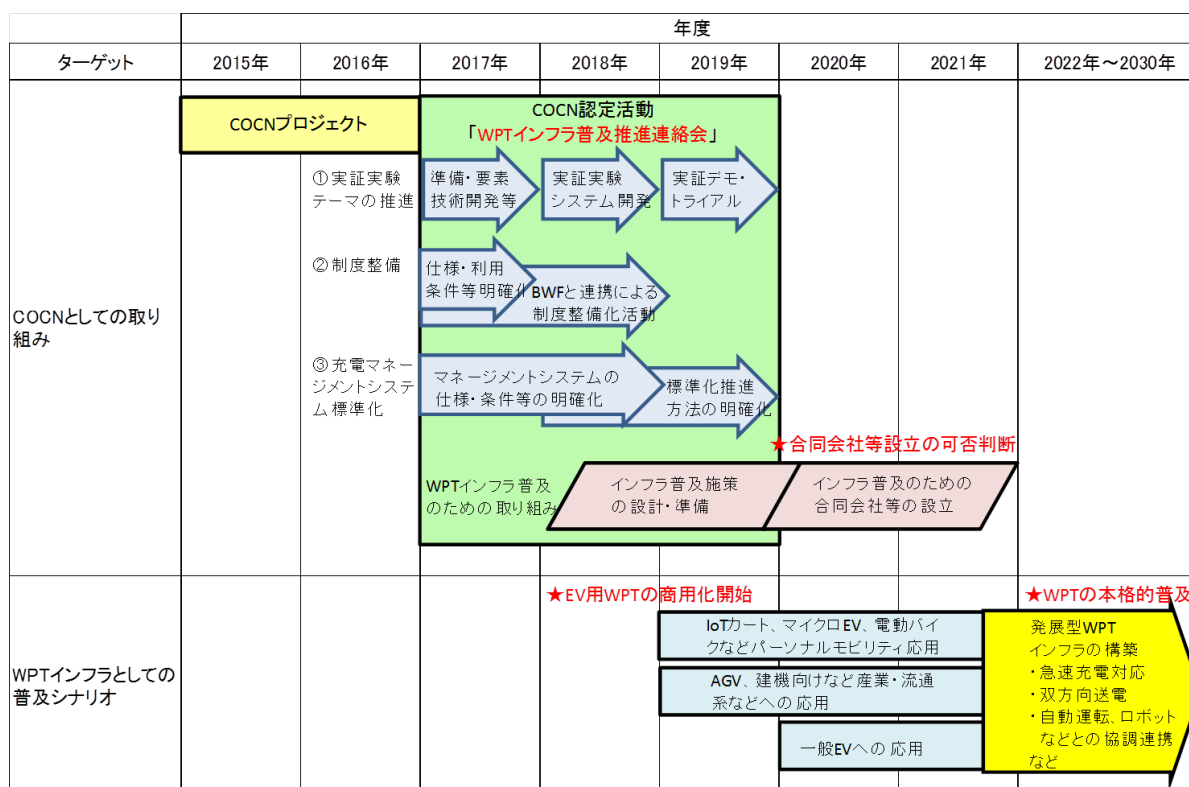 年度
ターゲット
2015年
2016年
2017年
2018年
2019年
2020年
2021年
2022年～2030年
COCNとしての取り
組み
COCNプロジェクト
COCN認定活動
「WPTインフラ普及推進連絡会」
①実証実験
テーマの推進
準備・要素
技術開発等
実証実験
システム開発
実証デモ・
トライアル
②制度整備
仕様・利用
条件等明確化
BWFと連携による
制度整備化活動
③充電マネー
ジメントシステ
ム標準化
マネージメントシステムの
仕様・条件等の明確化
標準化推進
方法の明確化
★合同会社等設立の可否判断
WPTインフラ普及
のための取り組み
インフラ普及施策
の設計・準備
インフラ普及のための
合同会社等の設立
WPTインフラとしての
普及シナリオ
★EV用WPTの商用化開始
★WPTの本格的普及
IoTカート、マイクロEV、電動バイ
クなどパーソナルモビリティ応用
AGV、建機向けなど産業・流通
系などへの応用
一般EVへの応用
発展型WPT
インフラの構築
・急速充電対応
・双方向送電
・自動運転、ロボット
などとの協調連携
など